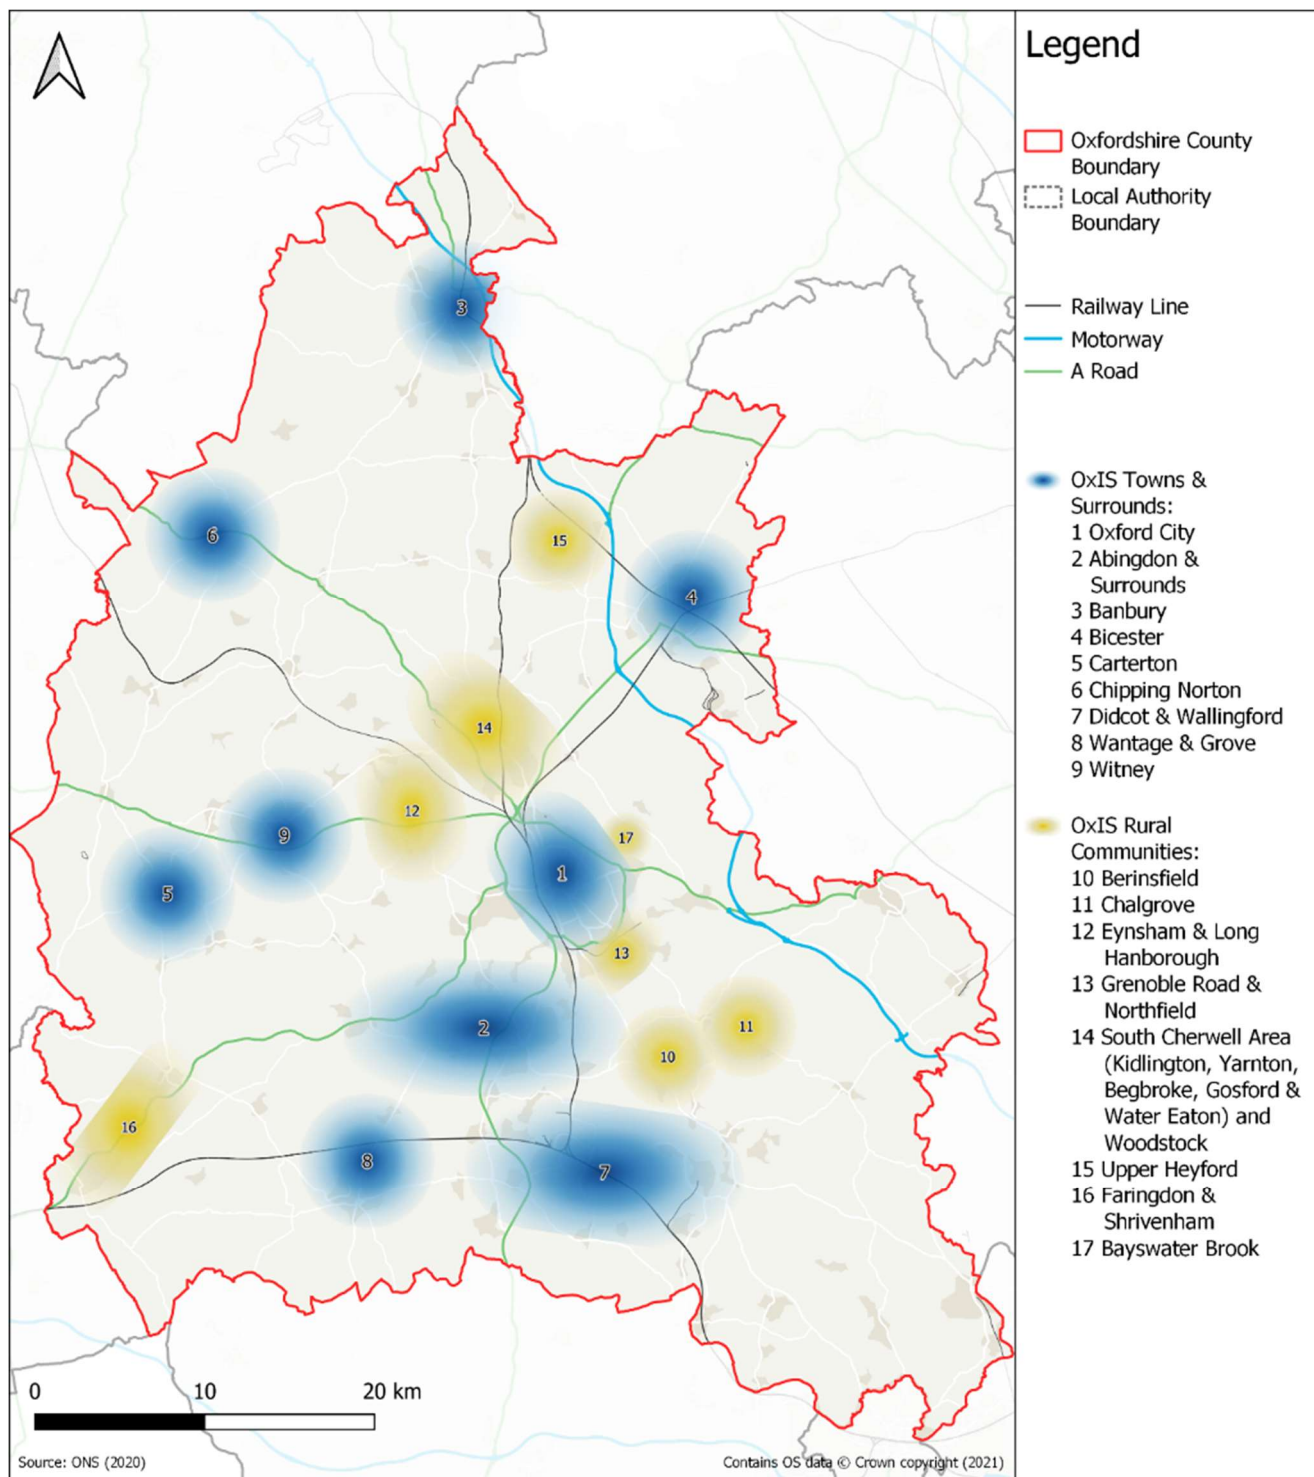 Legend
Oxfordshire County
Boundary
Local Authority
Boundary
Railway Line
Motorway
A Road
OxIS Towns &
Surrounds:
1 Oxford City
2 Abingdon &
Surrounds
3 Banbury
4 Bicester
5 Carterton
6 Chipping Norton
7 Didcot & Wallingford
8 Wantage & Grove
9 Witney
OxIS Rural
Communities:
10 Berinsfield
11 Chalgrove
12 Eynsham & Long
Hanborough
13 Grenoble Road &
Northfield
14 South Cherwell Area
(Kidlington, Yarnton,
Begbroke, Gosford &
Water Eaton) and
Woodstock
15 Upper Heyford
16 Faringdon &
Shrivenham
17 Bayswater Brook
3
6
15
4
14
12
9
17
1
5
13
2
11
10
16
8
7
0 10 20 km
Source: ONS (2020)
Contains OS data © Crown copyright (2021)